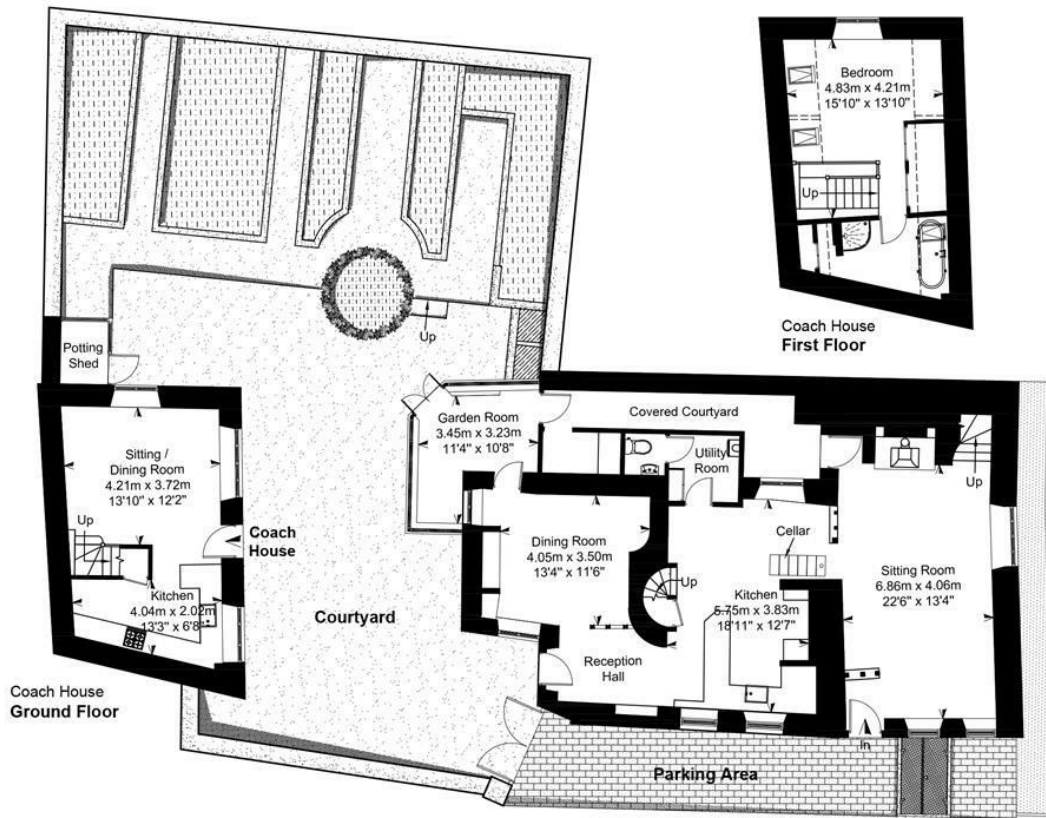 Bedroom
4.83m x 4.21m
15'10" x 13'10"
Up
Coach House
First Floor
Up
Potting
Shed
Garden Room
3.45m x 3.23m
11'4" x 10'8"
Covered Courtyard
Utility
Room
Up
Sitting /
Dining Room
4.21m x 3.72m
13'10" x 12'2"
Up
Coach
House
Kitchen
4.04m x 2.02m
13'3" x 6'8"
Coach House
Ground Floor
Courtyard
Dining Room
4.05m x 3.50m
13'4" x 11'6"
Up
Cellar
Kitchen
5.75m x 3.83m
18'11" x 12'7"
Reception
Hall
Sitting Room
6.86m x 4.06m
22'6" x 13'4"
In
Parking Area